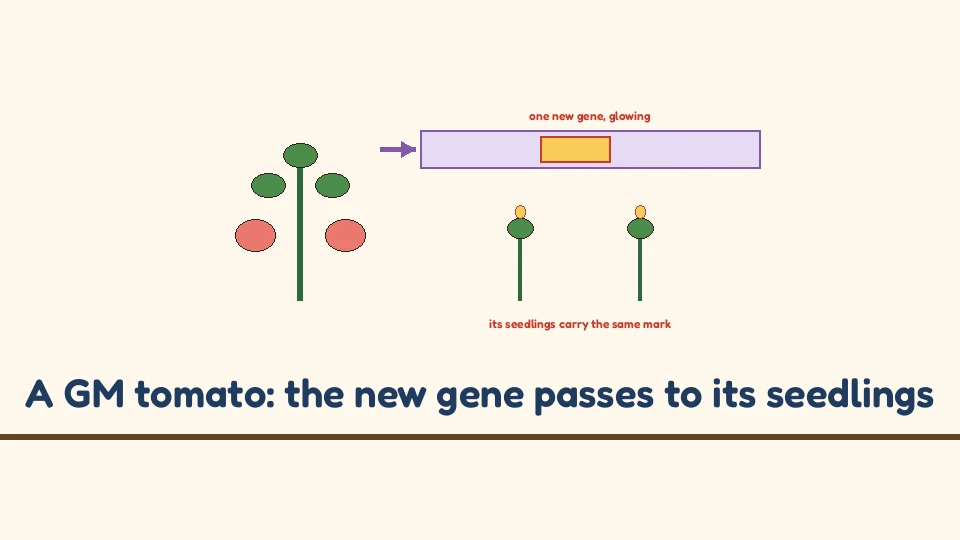 one new gene, glowing
its seedlings carry the same mark
A GM tomato: the new gene passes to its seedlings